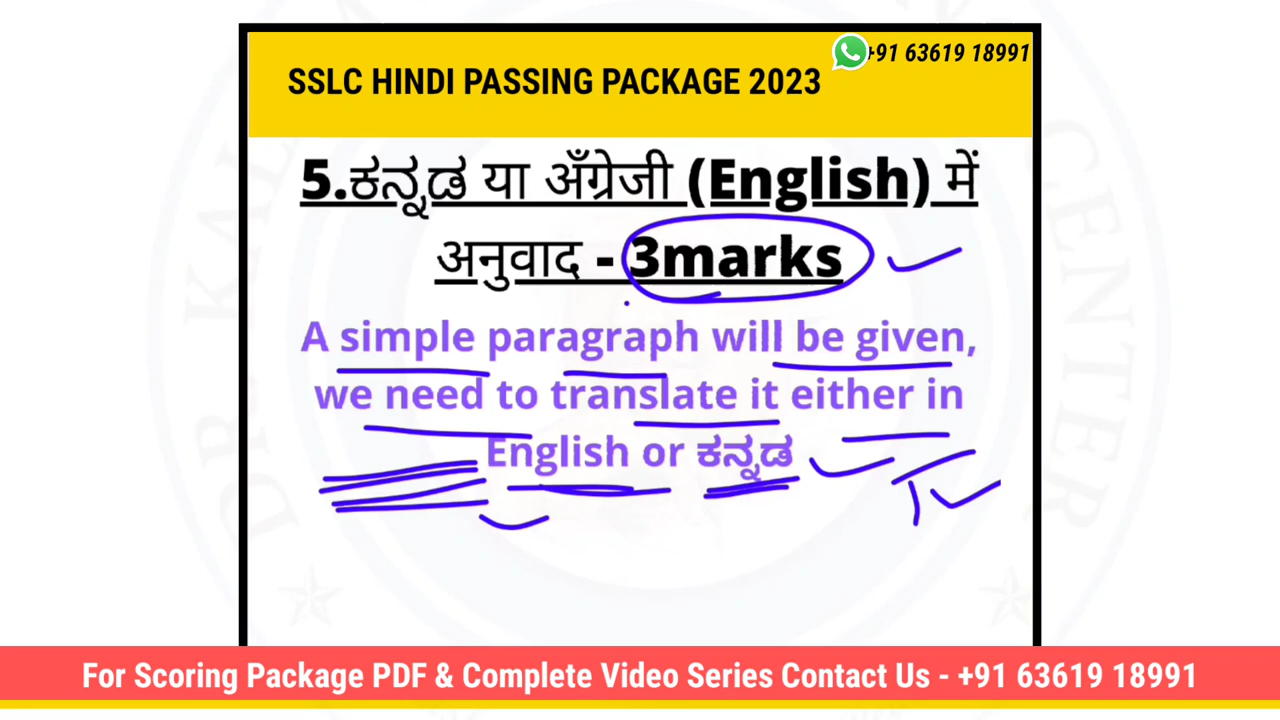 +91 63619 18991
SSLC HINDI PASSING PACKAGE 2023
5.ಕನ್ನಡ या अँग्रेजी (English) में
अनुवाद - 3marks
A simple paragraph will be given,
we need to translate it either in
English or ಕನ್ನಡ
For Scoring Package PDF & Complete Video Series Contact Us - +91 63619 18991